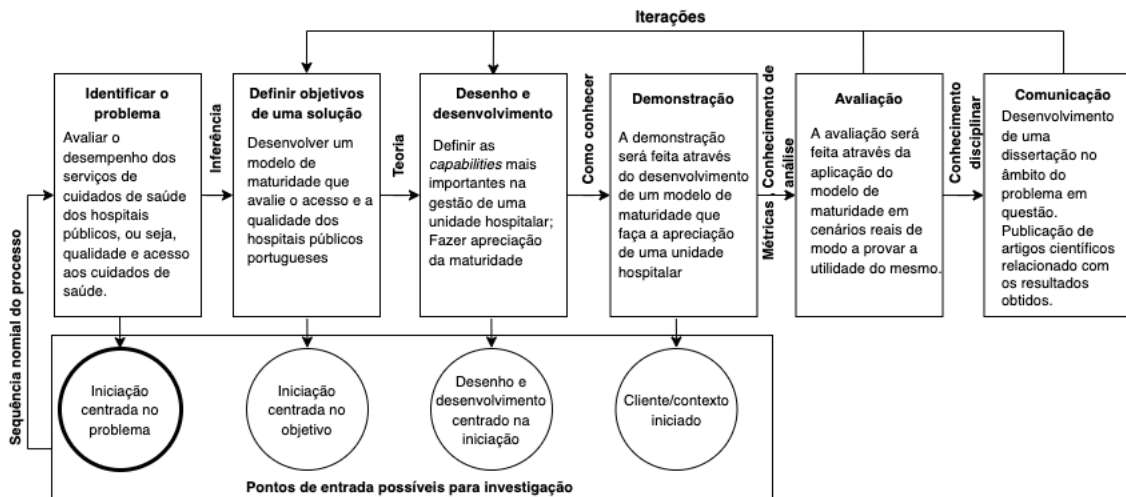 Iterações
Identificar o
problema
Avaliar o
desempenho dos
serviços de
cuidados de saúde
dos hospitais
públicos, ou seja,
qualidade e acesso
aos cuidados de
saúde.
Inferência
Definir objetivos
de uma solução
Desenvolver um
modelo de
maturidade que
avalie o acesso e a
qualidade dos
hospitais públicos
portugueses
Teoria
Desenho e
desenvolvimento
Definir as
capabilities mais
importantes na
gestão de uma
unidade hospitalar;
Fazer apreciação
da maturidade
Como conhecer
Demonstração
A demonstração
será feita através
do desenvolvimento
de um modelo de
maturidade que
faça a apreciação
de uma unidade
hospitalar
Métricas, Conhecimento de
análise
Avaliação
A avaliação será
feita através da
aplicação do
modelo de
maturidade em
cenários reais de
modo a provar a
utilidade do mesmo.
Conhecimento
disciplinar
Comunicação
Desenvolvimento
de uma
dissertação no
âmbito do
problema em
questão.
Publicação de
artigos científicos
relacionado com
os resultados
obtidos.
Sequência nomial do processo
Iniciação
centrada no
problema
Iniciação
centrada no
objetivo
Desenho e
desenvolvimento
centrado na
iniciação
Cliente/contexto
iniciado
Pontos de entrada possíveis para investigação